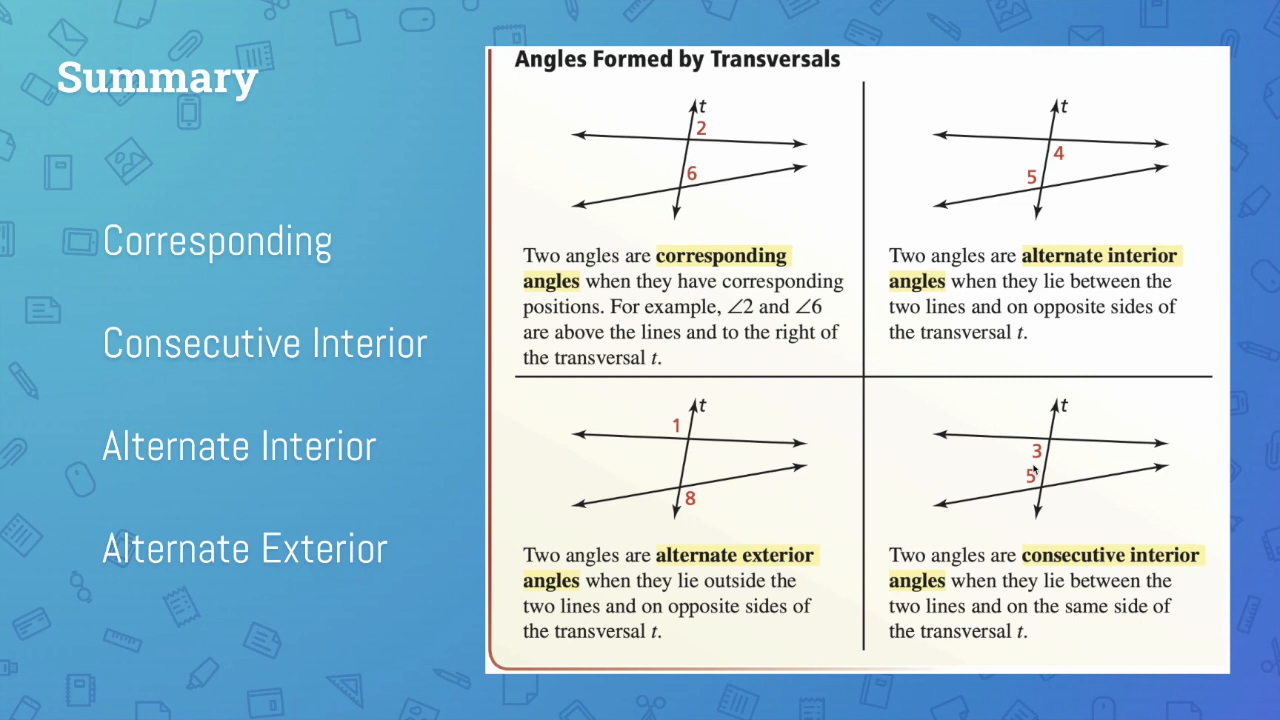 Summary
Corresponding
Consecutive Interior
Alternate Interior
Alternate Exterior
Angles Formed by Transversals
t
2
6
Two angles are corresponding
angles when they have corresponding
positions. For example, ∠2 and ∠6
are above the lines and to the right of
the transversal t.
t
4
5
Two angles are alternate interior
angles when they lie between the
two lines and on opposite sides of
the transversal t.
t
1
8
Two angles are alternate exterior
angles when they lie outside the
two lines and on opposite sides of
the transversal t.
t
3
5
Two angles are consecutive interior
angles when they lie between the
two lines and on the same side of
the transversal t.